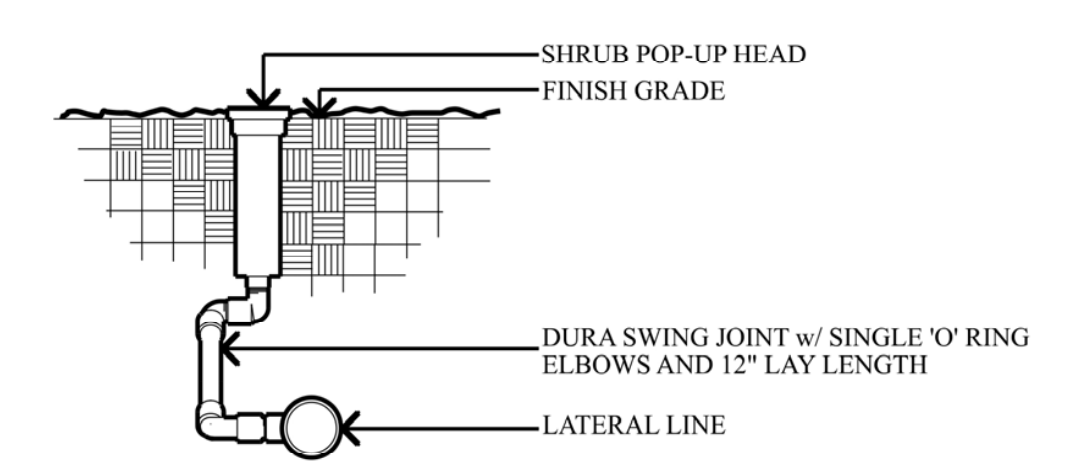 SHRUB POP-UP HEAD
FINISH GRADE
DURA SWING JOINT w/ SINGLE 'O' RING
ELBOWS AND 12" LAY LENGTH
LATERAL LINE